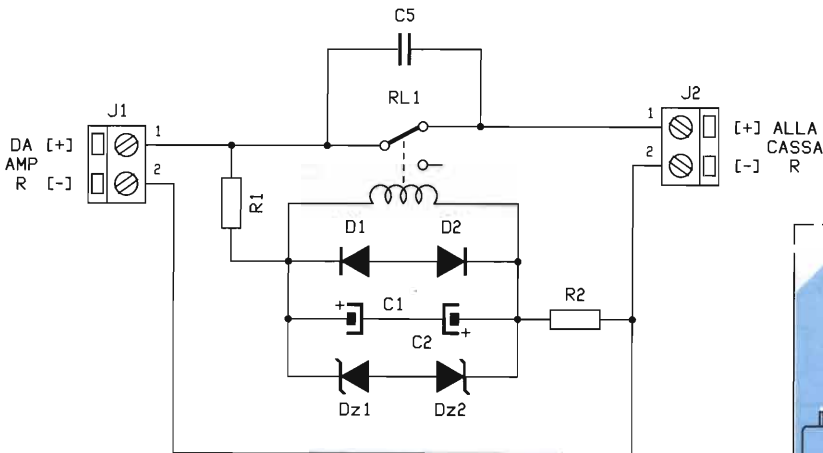 C5
RL1
J1
J2
1
2
DA [+]
AMP
R [-]
1
2
[+] ALLA
CASSA
[-] R
R1
D1
D2
+
C1
C2
+
R2
Dz1
Dz2